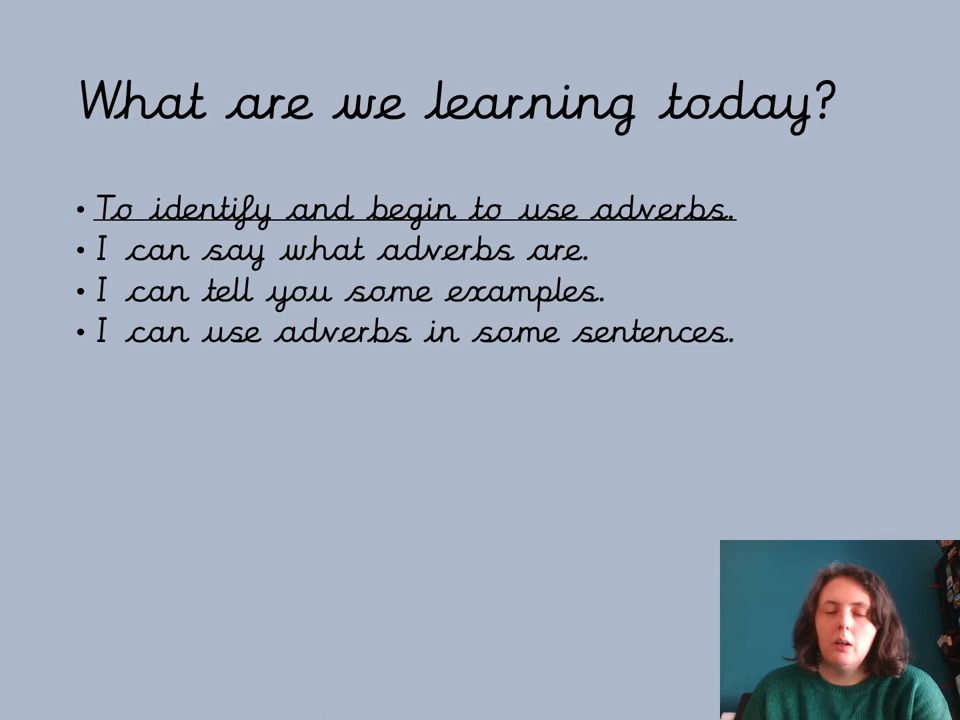 What are we learning today?
• To identify and begin to use adverbs.
• I can say what adverbs are.
• I can tell you some examples.
• I can use adverbs in some sentences.